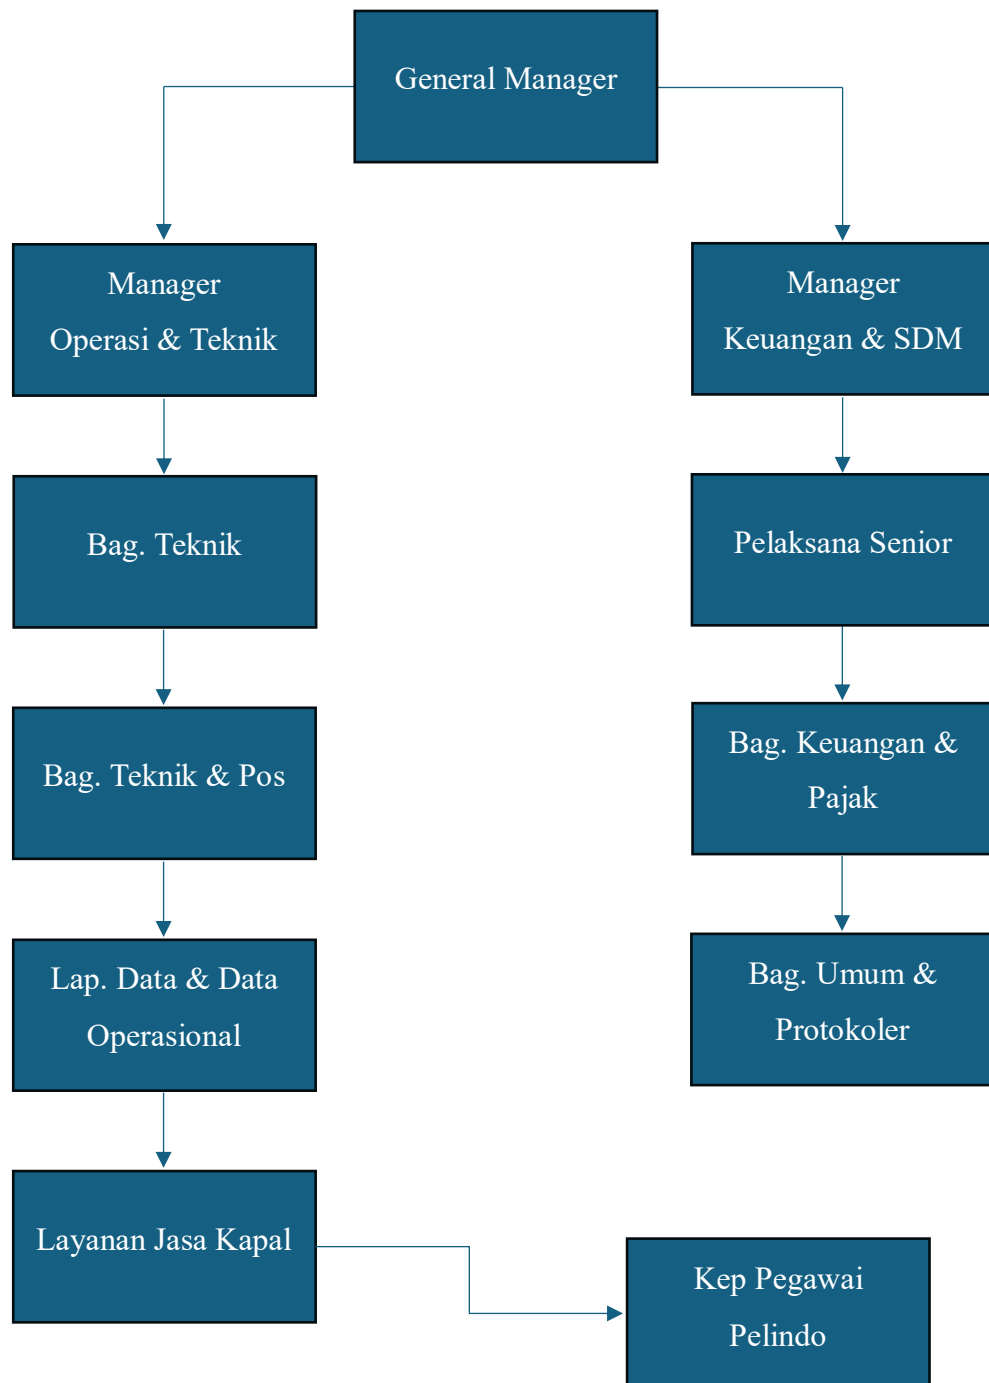 General Manager
Manager
Operasi & Teknik
Manager
Keuangan & SDM
Bag. Teknik
Pelaksana Senior
Bag. Teknik & Pos
Bag. Keuangan &
Pajak
Lap. Data & Data
Operasional
Bag. Umum &
Protokoler
Layanan Jasa Kapal
Kep Pegawai
Pelindo